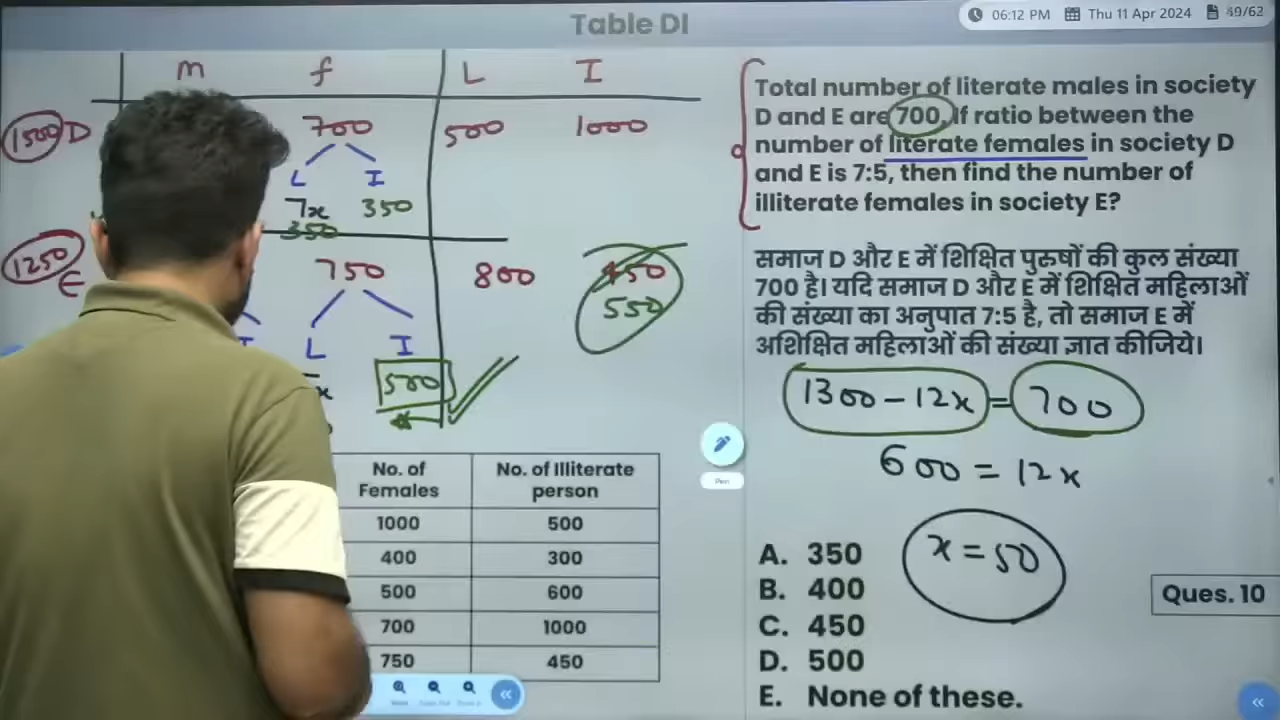 Table DI
06:12 PM Thu 11 Apr 2024 49/62
m f L I
1500 D 700 500 1000
L I
7x 350
350
1250 E 750 800 450
550
I L I
x 500
No. of Females No. of Illiterate person
1000 500
400 300
500 600
700 1000
750 450
Total number of literate males in society
D and E are 700. If ratio between the
number of literate females in society D
and E is 7:5, then find the number of
illiterate females in society E?
समाज D और E में शिक्षित पुरुषों की कुल संख्या
700 है। यदि समाज D और E में शिक्षित महिलाओं
की संख्या का अनुपात 7:5 है, तो समाज E में
अशिक्षित महिलाओं की संख्या ज्ञात कीजिये।
1300 - 12x = 700
600 = 12x
x = 50
Pen
A. 350
B. 400
C. 450
D. 500
E. None of these.
Ques. 10